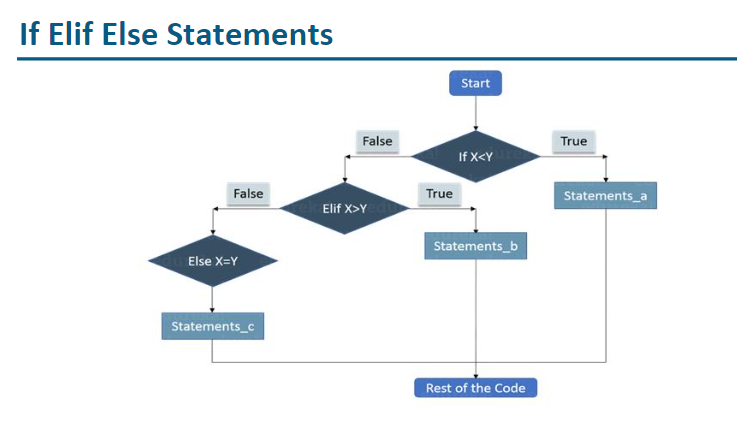 If Elif Else Statements
Start
False
True
If X<Y
Statements_a
False
True
Elif X>Y
Statements_b
Else X=Y
Statements_c
Rest of the Code